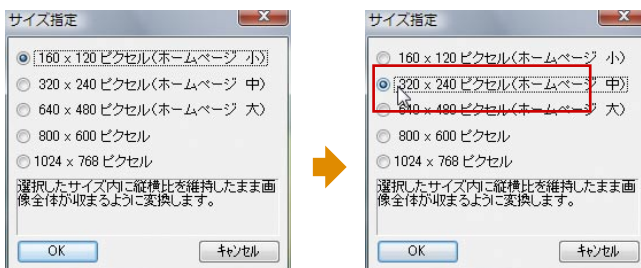 サイズ指定
160 x 120 ピクセル(ホームページ 小)
320 x 240 ピクセル(ホームページ 中)
640 x 480 ピクセル(ホームページ 大)
800 x 600 ピクセル
1024 x 768 ピクセル
選択したサイズ内に縦横比を維持したまま画
像全体が収まるように変換します。
OK
キャンセル
サイズ指定
160 x 120 ピクセル(ホームページ 小)
320 x 240 ピクセル(ホームページ 中)
640 x 480 ピクセル(ホームページ 大)
800 x 600 ピクセル
1024 x 768 ピクセル
選択したサイズ内に縦横比を維持したまま画
像全体が収まるように変換します。
OK
キャンセル